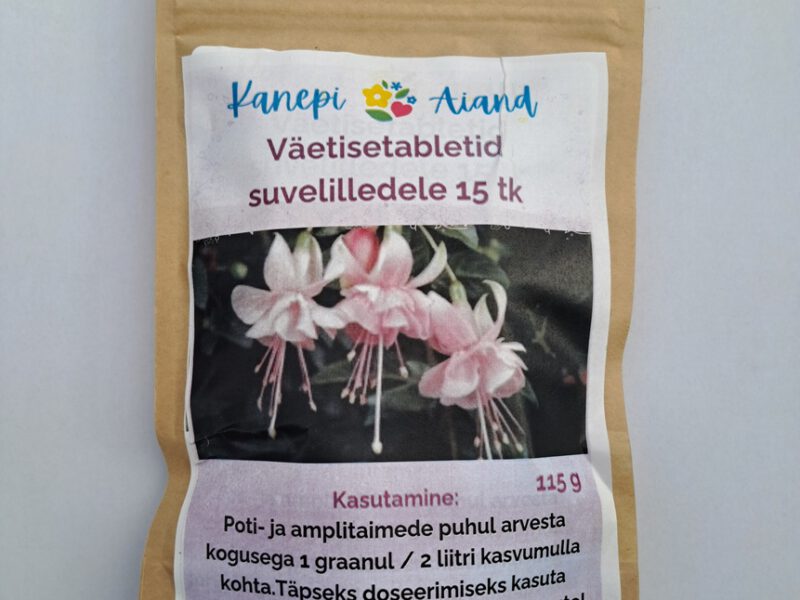 Kanepi Aiand
Väetisetabletid
suvelilledele 15 tk
115 g
Kasutamine:
Poti- ja amplitaimede puhul arvesta
kogusega 1 graanul / 2 liitri kasvumulla
kohta.Täpseks doseerimiseks kasuta